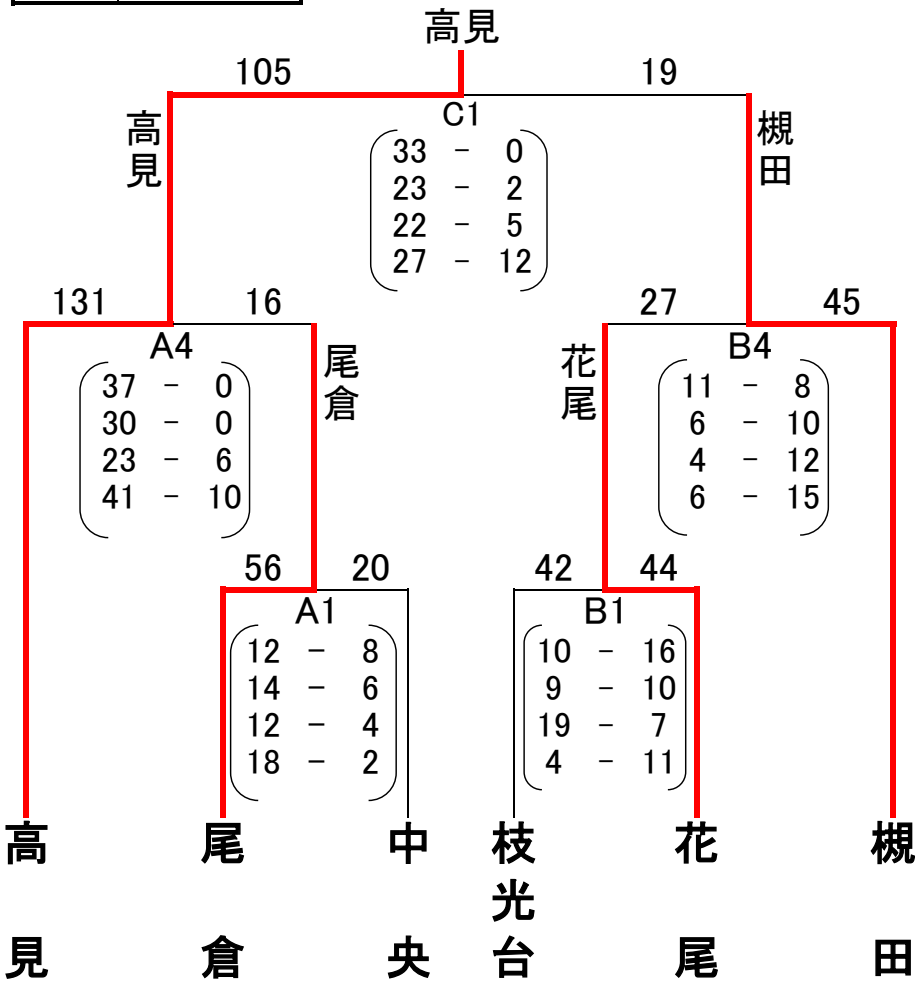 高見
105
19
高見
C1
槻田
33 - 0
23 - 2
22 - 5
27 - 12
131
16
27
45
A4
尾倉
花尾
B4
37 - 0
30 - 0
23 - 6
41 - 10
11 - 8
6 - 10
4 - 12
6 - 15
56
20
42
44
A1
B1
12 - 8
14 - 6
12 - 4
18 - 2
10 - 16
9 - 10
19 - 7
4 - 11
高見
尾倉
中央
枝光台
花尾
槻田